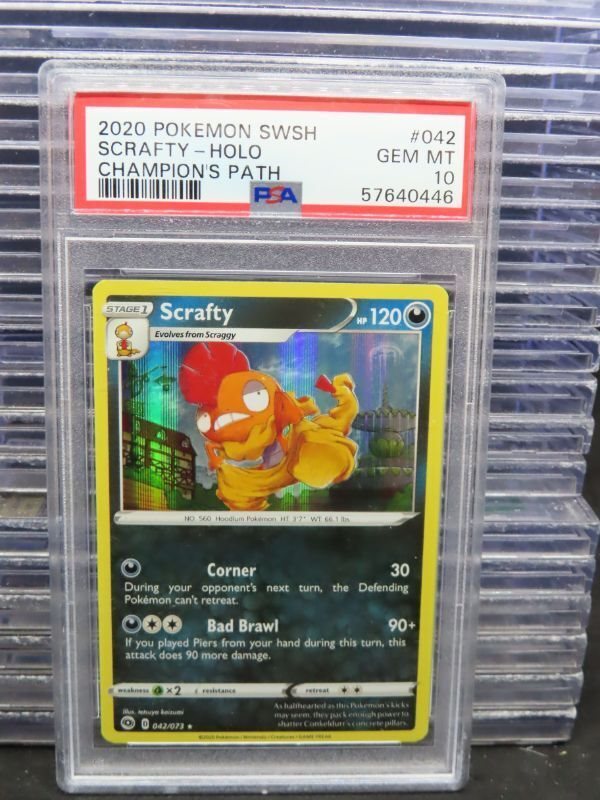 2020 POKEMON SWSH #042
SCRAFTY - HOLO GEM MT
CHAMPION'S PATH 10
PSA 57640446
STAGE 1 Scrafty HP 120
Evolves from Scraggy
NO. 560 Hoodlum Pokémon HT 3'7" WT 66.1 lbs.
Corner 30
During your opponent's next turn, the Defending
Pokémon can't retreat.
Bad Brawl 90+
If you played Piers from your hand during this turn, this
attack does 90 more damage.
weakness ×2 resistance retreat
illus. tetsuya koizumi
As halfhearted as this Pokémon's kicks
may seem, they pack enough power to
shatter Conkeldurr's concrete pillars.
D 042/073 ★
©2020 Pokémon / Nintendo / Creatures / GAME FREAK